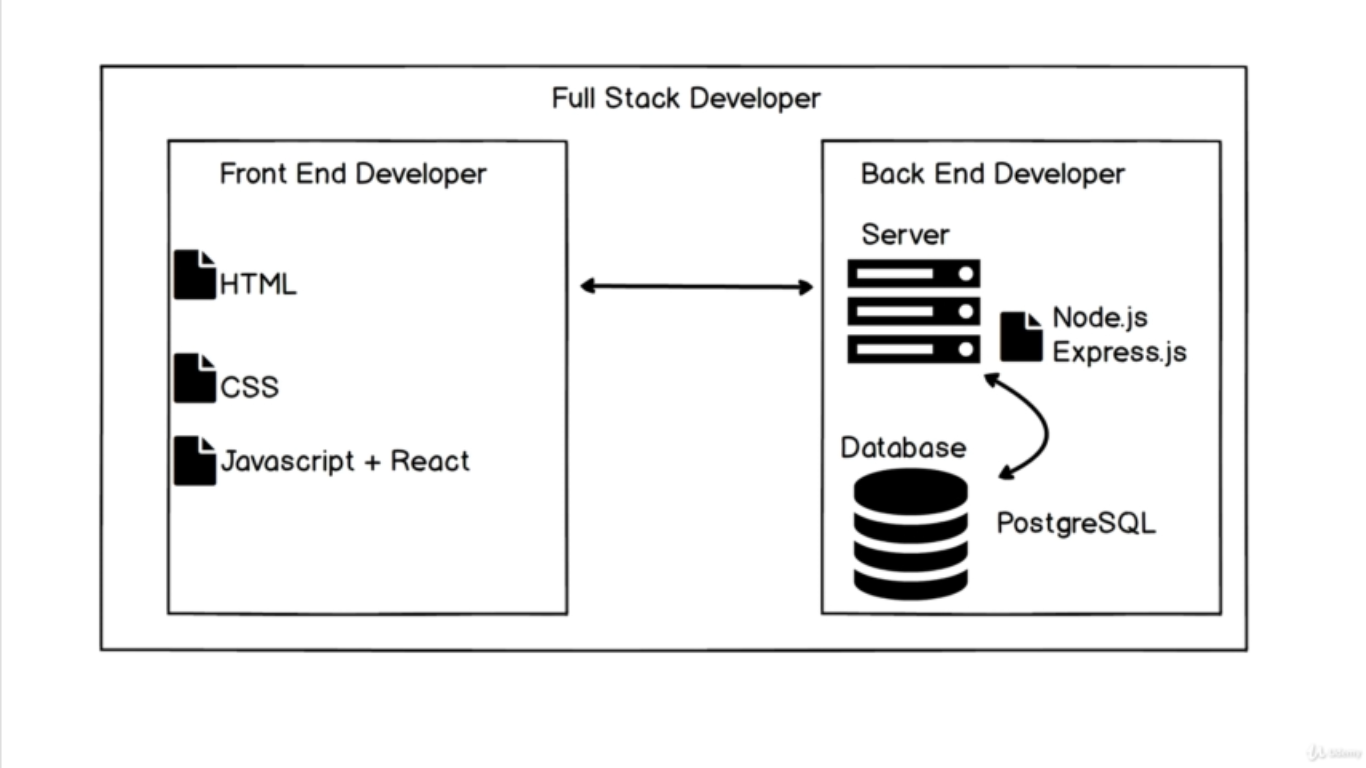 Full Stack Developer
Front End Developer
HTML
CSS
Javascript + React
Back End Developer
Server
Node.js
Express.js
Database
PostgreSQL
Udemy